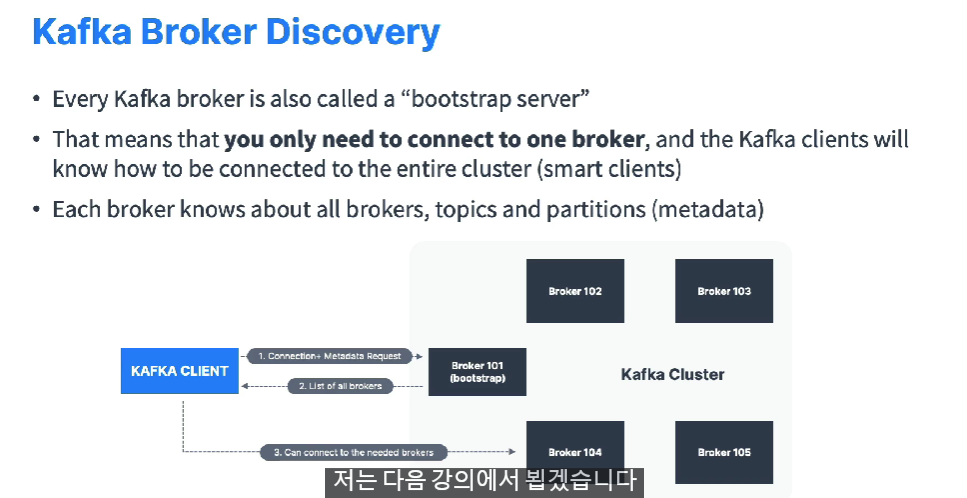 Kafka Broker Discovery
• Every Kafka broker is also called a “bootstrap server”
• That means that you only need to connect to one broker, and the Kafka clients will
know how to be connected to the entire cluster (smart clients)
• Each broker knows about all brokers, topics and partitions (metadata)
Broker 102
Broker 103
KAFKA CLIENT
1. Connection+ Metadata Request
2. List of all brokers
Broker 101
(bootstrap)
Kafka Cluster
3. Can connect to the needed brokers
Broker 104
Broker 105
저는 다음 강의에서 뵙겠습니다